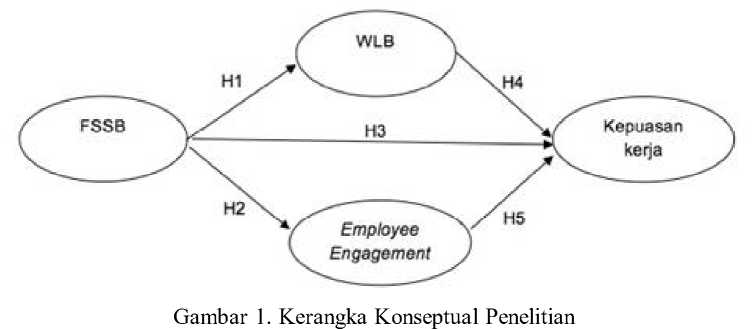 WLB
H1
H4
FSSB
H3
Kepuasan
kerja
H2
Employee
Engagement
H5
Gambar 1. Kerangka Konseptual Penelitian